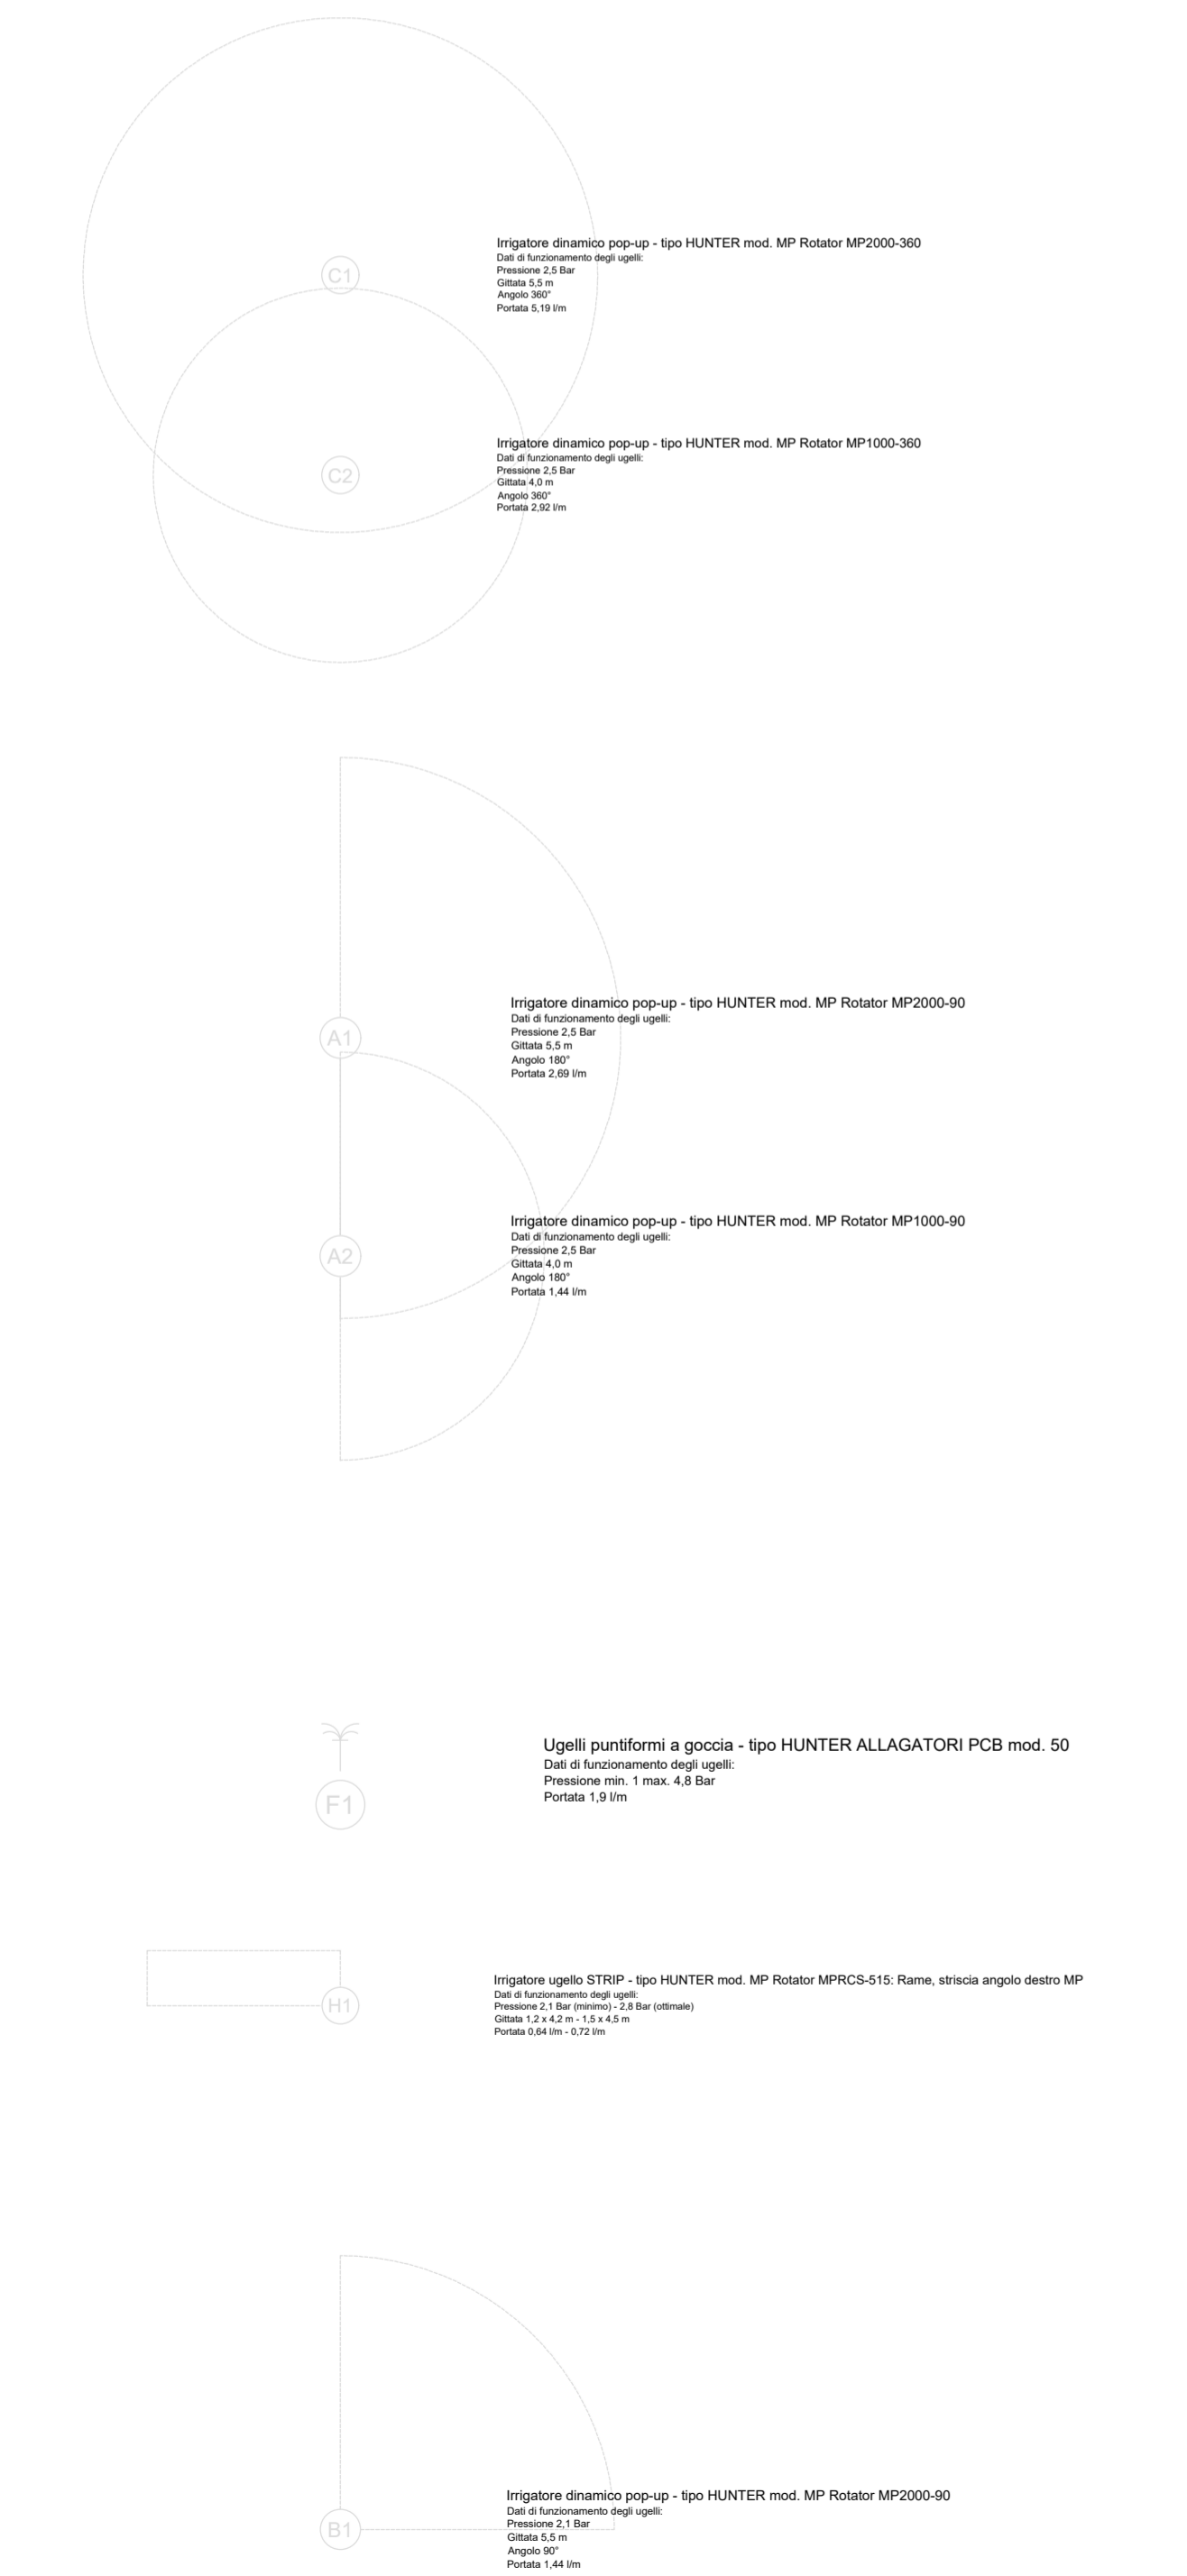 Irrigatore dinamico pop-up - tipo HUNTER mod. MP Rotator MP2000-360
Dati di funzionamento degli ugelli:
Pressione 2,5 Bar
C1
Gittata 5,5 m
Angolo 360°
Portata 5,19 l/m
Irrigatore dinamico pop-up - tipo HUNTER mod. MP Rotator MP1000-360
Dati di funzionamento degli ugelli:
Pressione 2,5 Bar
C2
Gittata 4,0 m
Angolo 360°
Portata 2,92 l/m
Irrigatore dinamico pop-up - tipo HUNTER mod. MP Rotator MP2000-90
Dati di funzionamento degli ugelli:
Pressione 2,5 Bar
A1
Gittata 5,5 m
Angolo 180°
Portata 2,69 l/m
Irrigatore dinamico pop-up - tipo HUNTER mod. MP Rotator MP1000-90
Dati di funzionamento degli ugelli:
Pressione 2,5 Bar
A2
Gittata 4,0 m
Angolo 180°
Portata 1,44 l/m
Ugelli puntiformi a goccia - tipo HUNTER ALLAGATORI PCB mod. 50
Dati di funzionamento degli ugelli:
Pressione min. 1 max. 4,8 Bar
Portata 1,9 l/m
F1
Irrigatore ugello STRIP - tipo HUNTER mod. MP Rotator MPRCS-515: Rame, striscia angolo destro MP
Dati di funzionamento degli ugelli:
Pressione 2,1 Bar (minimo) - 2,8 Bar (ottimale)
H1
Gittata 1,2 x 4,2 m - 1,5 x 4,5 m
Portata 0,64 l/m - 0,72 l/m
Irrigatore dinamico pop-up - tipo HUNTER mod. MP Rotator MP2000-90
Dati di funzionamento degli ugelli:
Pressione 2,1 Bar
B1
Gittata 5,5 m
Angolo 90°
Portata 1,44 l/m